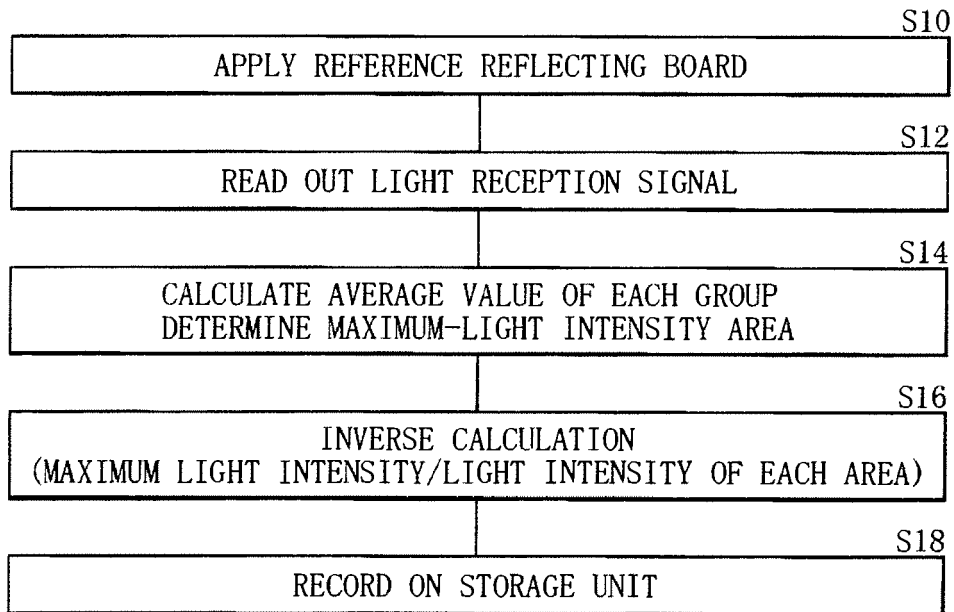 S10
APPLY REFERENCE REFLECTING BOARD
S12
READ OUT LIGHT RECEPTION SIGNAL
S14
CALCULATE AVERAGE VALUE OF EACH GROUP
DETERMINE MAXIMUM-LIGHT INTENSITY AREA
S16
INVERSE CALCULATION
(MAXIMUM LIGHT INTENSITY/LIGHT INTENSITY OF EACH AREA)
S18
RECORD ON STORAGE UNIT